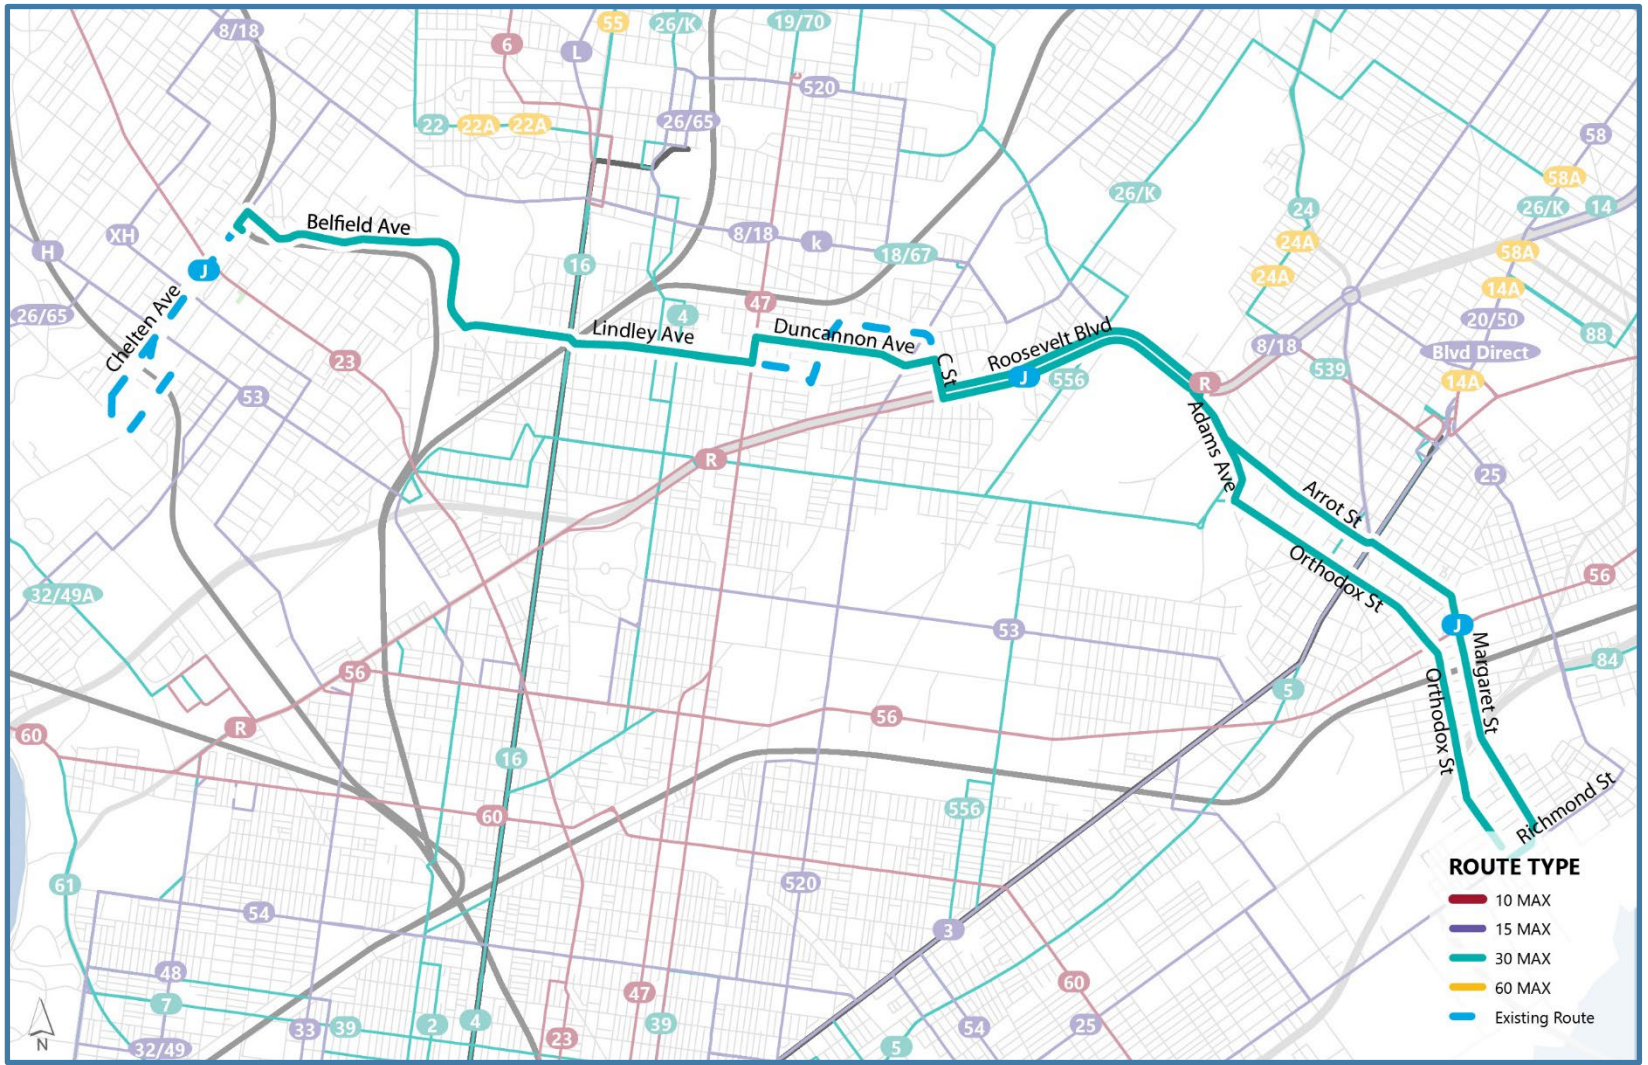 8/18
6
L
55
26/K
19/70
520
22
22A
22A
26/65
58
58A
26/K
14
26/K
24
24A
24A
58A
14A
20/50
88
Blvd Direct
14A
8/18
539
XH
H
26/65
J
Belfield Ave
Chelten Ave
23
53
16
8/18
k
18/67
47
4
Lindley Ave
Duncannon Ave
C St
Roosevelt Blvd
J
556
R
R
Adams Ave
Arrot St
Orthodox St
25
56
32/49A
53
J
Margaret St
84
5
Orthodox St
56
R
60
56
16
60
556
Richmond St
61
54
520
3
48
7
32/49
33
39
2
4
23
47
39
5
54
60
25
N
ROUTE TYPE
10 MAX
15 MAX
30 MAX
60 MAX
Existing Route